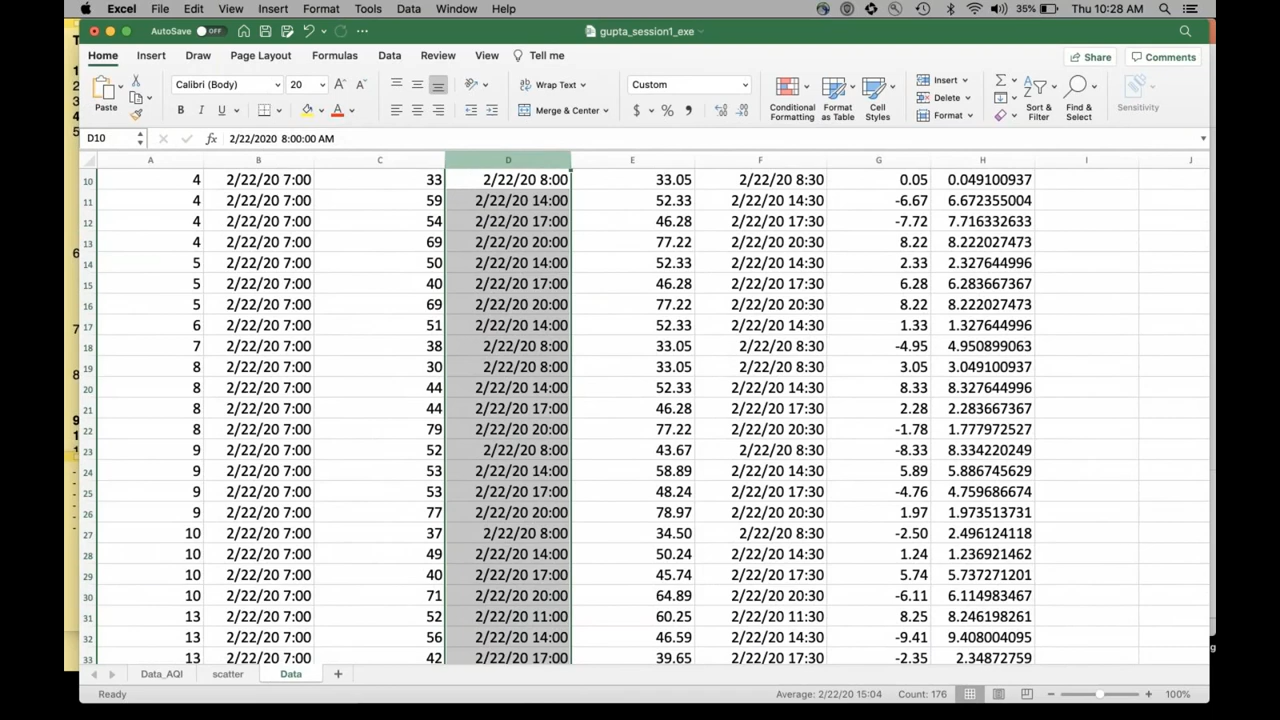 Excel File Edit View Insert Format Tools Data Window Help 35% Thu 10:28 AM
AutoSave OFF gupta_session1_exe
Home Insert Draw Page Layout Formulas Data Review View Tell me Share Comments
Paste Calibri (Body) 20 Wrap Text Custom Conditional Formatting Format as Table Cell Styles Insert Sort & Filter Find & Select Sensitivity
B I U Merge & Center $ % Delete
Format
D10 fx 2/22/2020 8:00:00 AM
A B C D E F G H I J
10 4 2/22/20 7:00 33 2/22/20 8:00 33.05 2/22/20 8:30 0.05 0.049100937
11 4 2/22/20 7:00 59 2/22/20 14:00 52.33 2/22/20 14:30 -6.67 6.672355004
12 4 2/22/20 7:00 54 2/22/20 17:00 46.28 2/22/20 17:30 -7.72 7.716332633
13 4 2/22/20 7:00 69 2/22/20 20:00 77.22 2/22/20 20:30 8.22 8.222027473
14 5 2/22/20 7:00 50 2/22/20 14:00 52.33 2/22/20 14:30 2.33 2.327644996
15 5 2/22/20 7:00 40 2/22/20 17:00 46.28 2/22/20 17:30 6.28 6.283667367
16 5 2/22/20 7:00 69 2/22/20 20:00 77.22 2/22/20 20:30 8.22 8.222027473
17 6 2/22/20 7:00 51 2/22/20 14:00 52.33 2/22/20 14:30 1.33 1.327644996
18 7 2/22/20 7:00 38 2/22/20 8:00 33.05 2/22/20 8:30 -4.95 4.950899063
19 8 2/22/20 7:00 30 2/22/20 8:00 33.05 2/22/20 8:30 3.05 3.049100937
20 8 2/22/20 7:00 44 2/22/20 14:00 52.33 2/22/20 14:30 8.33 8.327644996
21 8 2/22/20 7:00 44 2/22/20 17:00 46.28 2/22/20 17:30 2.28 2.283667367
22 8 2/22/20 7:00 79 2/22/20 20:00 77.22 2/22/20 20:30 -1.78 1.777972527
23 9 2/22/20 7:00 52 2/22/20 8:00 43.67 2/22/20 8:30 -8.33 8.334220249
24 9 2/22/20 7:00 53 2/22/20 14:00 58.89 2/22/20 14:30 5.89 5.886745629
25 9 2/22/20 7:00 53 2/22/20 17:00 48.24 2/22/20 17:30 -4.76 4.759686674
26 9 2/22/20 7:00 77 2/22/20 20:00 78.97 2/22/20 20:30 1.97 1.973513731
27 10 2/22/20 7:00 37 2/22/20 8:00 34.50 2/22/20 8:30 -2.50 2.496124118
28 10 2/22/20 7:00 49 2/22/20 14:00 50.24 2/22/20 14:30 1.24 1.236921462
29 10 2/22/20 7:00 40 2/22/20 17:00 45.74 2/22/20 17:30 5.74 5.737271201
30 10 2/22/20 7:00 71 2/22/20 20:00 64.89 2/22/20 20:30 -6.11 6.114983467
31 13 2/22/20 7:00 52 2/22/20 11:00 60.25 2/22/20 11:30 8.25 8.246198261
32 13 2/22/20 7:00 56 2/22/20 14:00 46.59 2/22/20 14:30 -9.41 9.408004095
33 13 2/22/20 7:00 42 2/22/20 17:00 39.65 2/22/20 17:30 -2.35 2.34872759
Data_AQI scatter Data +
Ready Average: 2/22/20 15:04 Count: 176 100%